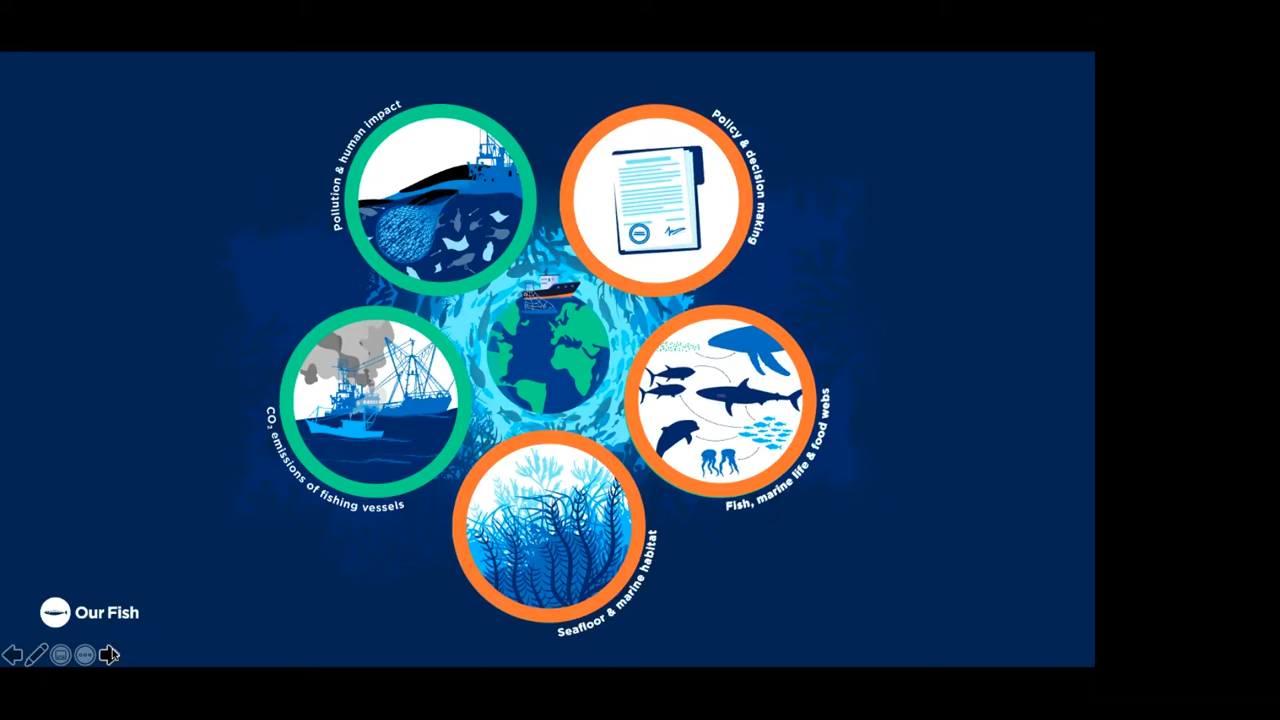 Pollution & human impact
Policy & decision making
CO₂ emissions of fishing vessels
Fish, marine life & food webs
Seafloor & marine habitat
Our Fish